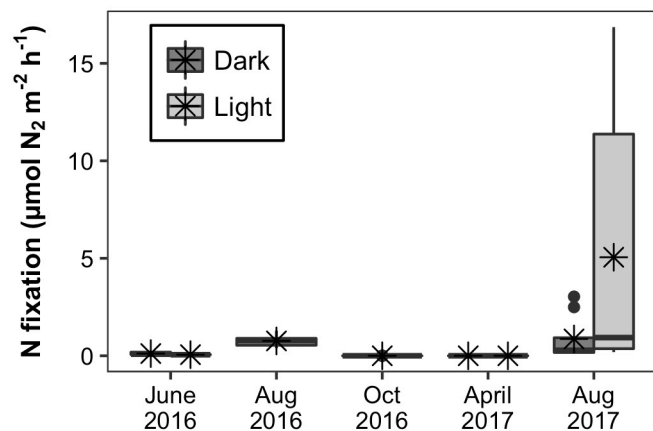 N fixation (μmol N₂ m⁻² h⁻¹)
15
10
5
0
Dark
Light
June
2016
Aug
2016
Oct
2016
April
2017
Aug
2017